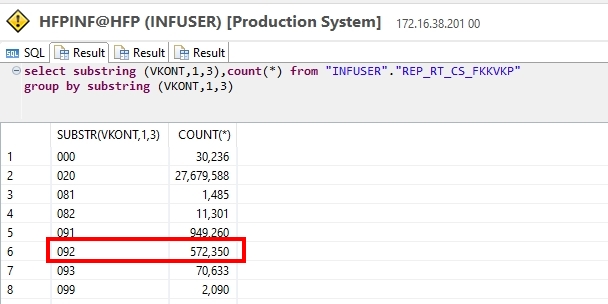 HFPINF@HFP (INFUSER) [Production System] 172.16.38.201 00
SQL Result Result Result
select substring (VKONT,1,3),count(*) from "INFUSER"."REP_RT_CS_FKKVKP"
group by substring (VKONT,1,3)
SUBSTR(VKONT,1,3) COUNT(*)
1 000 30,236
2 020 27,679,588
3 081 1,485
4 082 11,301
5 091 949,260
6 092 572,350
7 093 70,633
8 099 2,090